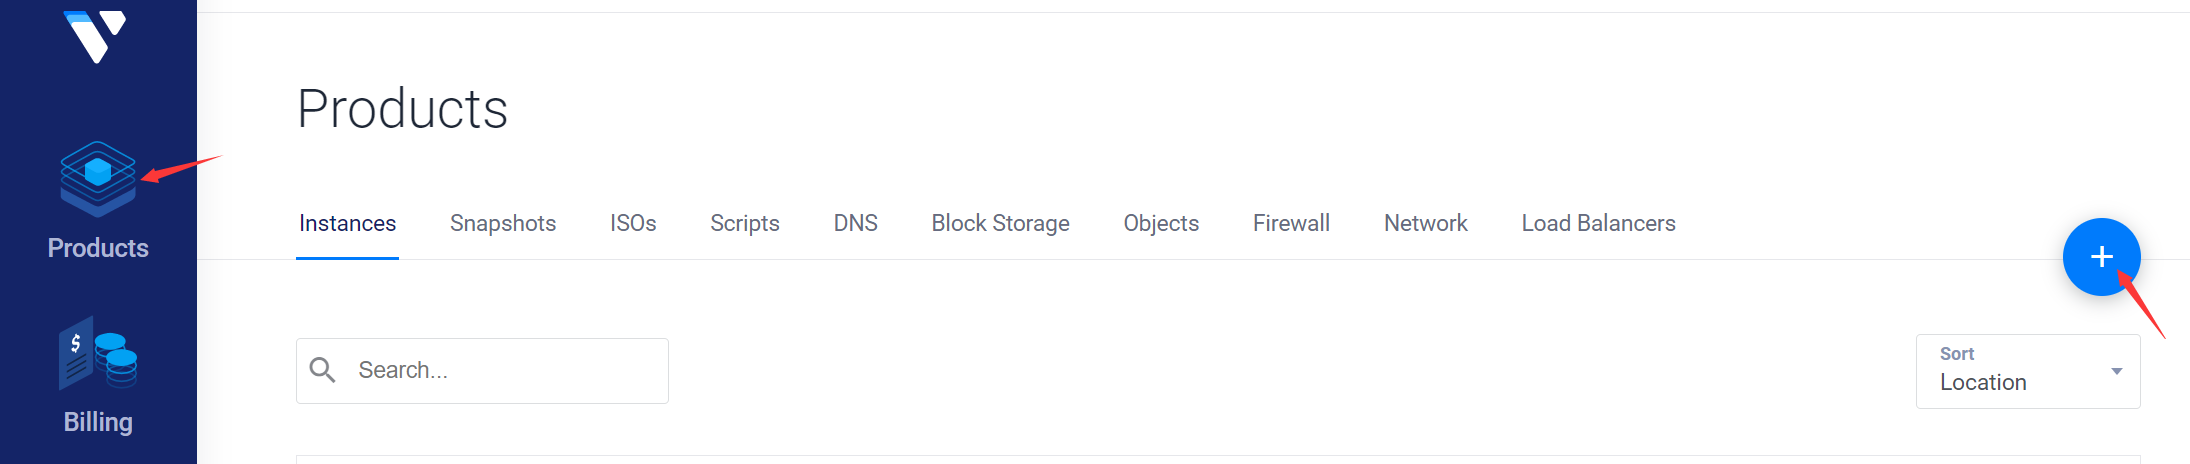 Products
Instances Snapshots ISOs Scripts DNS Block Storage Objects Firewall Network Load Balancers
Products
+
Search...
Sort
Location
$
Billing